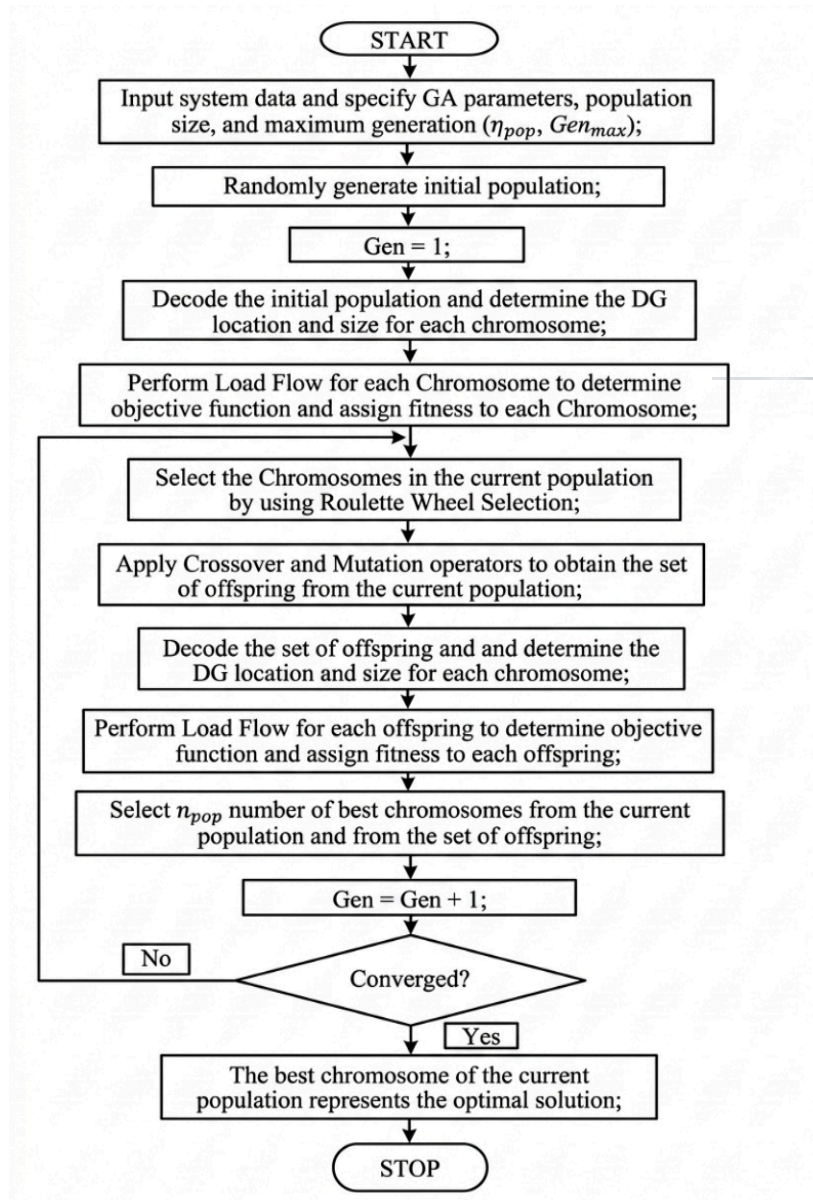 START
Input system data and specify GA parameters, population
size, and maximum generation (η_pop, Gen_max);
Randomly generate initial population;
Gen = 1;
Decode the initial population and determine the DG
location and size for each chromosome;
Perform Load Flow for each Chromosome to determine
objective function and assign fitness to each Chromosome;
Select the Chromosomes in the current population
by using Roulette Wheel Selection;
Apply Crossover and Mutation operators to obtain the set
of offspring from the current population;
Decode the set of offspring and and determine the
DG location and size for each chromosome;
Perform Load Flow for each offspring to determine objective
function and assign fitness to each offspring;
Select n_pop number of best chromosomes from the current
population and from the set of offspring;
Gen = Gen + 1;
No
Converged?
Yes
The best chromosome of the current
population represents the optimal solution;
STOP